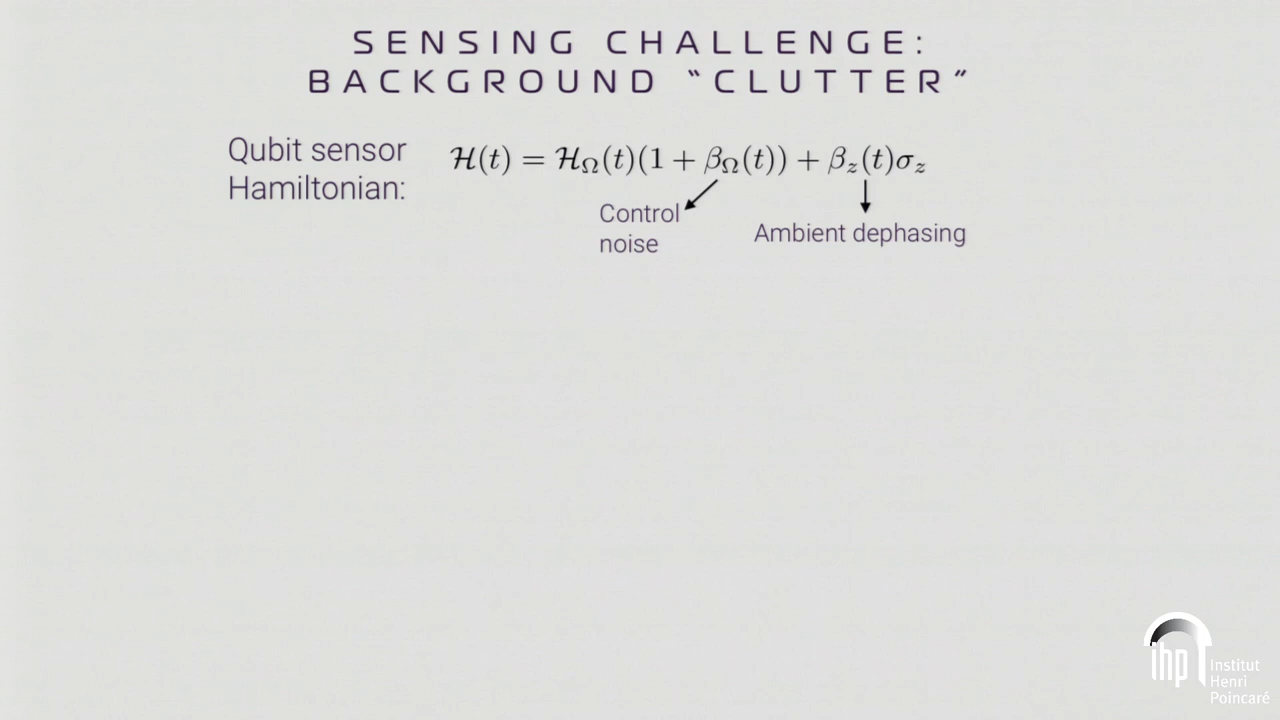 SENSING CHALLENGE:
BACKGROUND “CLUTTER”
Qubit sensor
Hamiltonian:
ℋ(t) = ℋ_Ω(t)(1 + β_Ω(t)) + β_z(t)σ_z
Control
noise
Ambient dephasing
ihp
Institut
Henri
Poincaré